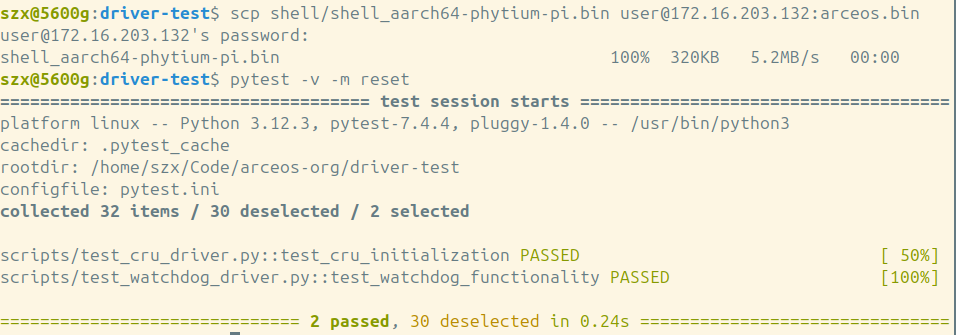 szx@5600g:driver-test$ scp shell/shell_aarch64-phytium-pi.bin user@172.16.203.132:arceos.bin
user@172.16.203.132's password:
shell_aarch64-phytium-pi.bin 100% 320KB 5.2MB/s 00:00
szx@5600g:driver-test$ pytest -v -m reset
===================================== test session starts =====================================
platform linux -- Python 3.12.3, pytest-7.4.4, pluggy-1.4.0 -- /usr/bin/python3
cachedir: .pytest_cache
rootdir: /home/szx/Code/arceos-org/driver-test
configfile: pytest.ini
collected 32 items / 30 deselected / 2 selected
scripts/test_cru_driver.py::test_cru_initialization PASSED [ 50%]
scripts/test_watchdog_driver.py::test_watchdog_functionality PASSED [100%]
============================== 2 passed, 30 deselected in 0.24s ===============================